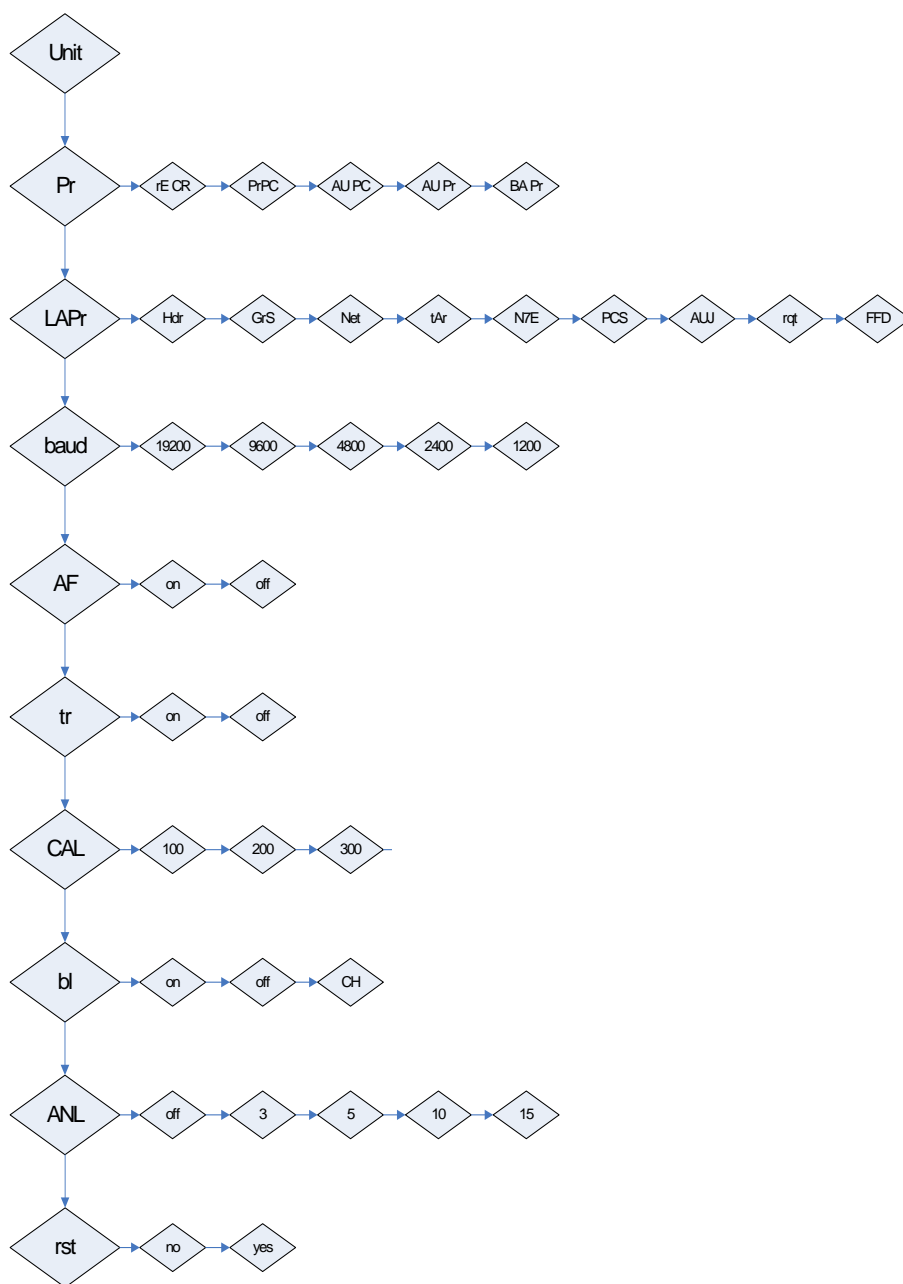 Unit
Pr rE CR PrPC AU PC AU Pr BA Pr
LAPr Hdr GrS Net tAr N7E PCS AUJ rqt FFD
baud 19200 9600 4800 2400 1200
AF on off
tr on off
CAL 100 200 300
bl on off CH
ANL off 3 5 10 15
rst no yes